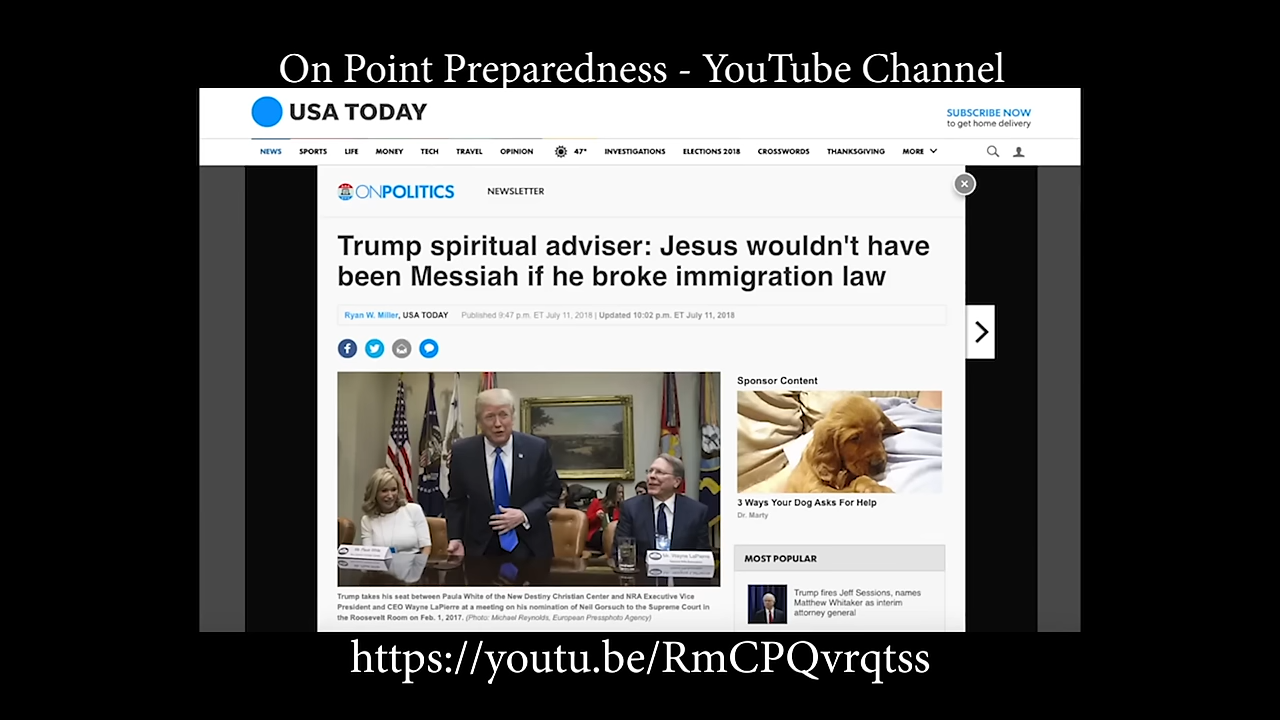 On Point Preparedness - YouTube Channel
USA TODAY
SUBSCRIBE NOW
to get home delivery
NEWS SPORTS LIFE MONEY TECH TRAVEL OPINION 47° INVESTIGATIONS ELECTIONS 2018 CROSSWORDS THANKSGIVING MORE
ONPOLITICS NEWSLETTER
Trump spiritual adviser: Jesus wouldn't have
been Messiah if he broke immigration law
Ryan W. Miller, USA TODAY Published 9:47 p.m. ET July 11, 2018 | Updated 10:02 p.m. ET July 11, 2018
Sponsor Content
3 Ways Your Dog Asks For Help
Dr. Marty
Mr. Wayne LaPierre
MOST POPULAR
Trump fires Jeff Sessions, names
Matthew Whitaker as interim
attorney general
Trump takes his seat between Paula White of the New Destiny Christian Center and NRA Executive Vice
President and CEO Wayne LaPierre at a meeting on his nomination of Neil Gorsuch to the Supreme Court in
the Roosevelt Room on Feb. 1, 2017. (Photo: Michael Reynolds, European Pressphoto Agency)
https://youtu.be/RmCPQvrqtss